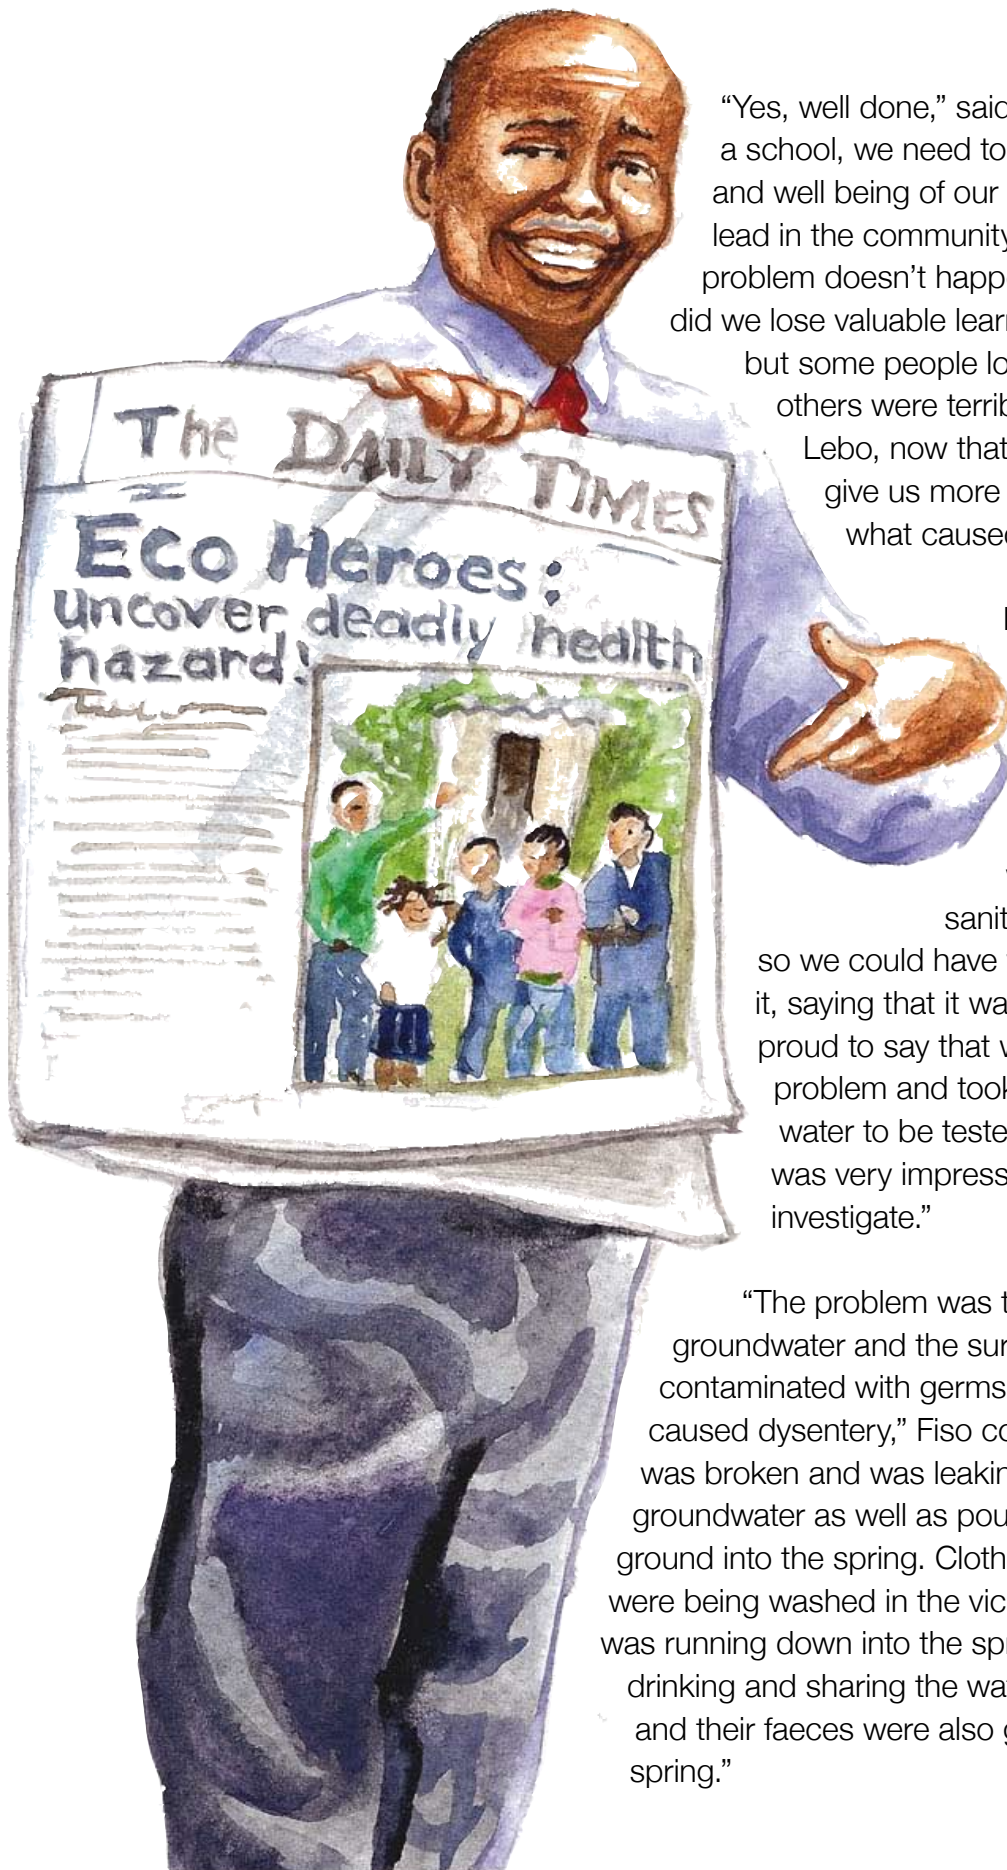 The DAILY TIMES
Eco Heroes:
uncover deadly health
hazard!
“Yes, well done,” said
a school, we need to
and well being of our
lead in the community
problem doesn’t happ
did we lose valuable lear
but some people lo
others were terrib
Lebo, now that
give us more
what cause
sanit
so we could have
it, saying that it wa
proud to say that w
problem and took
water to be teste
was very impress
investigate.”
“The problem was t
groundwater and the sur
contaminated with germs
caused dysentery,” Fiso co
was broken and was leakin
groundwater as well as pou
ground into the spring. Cloth
were being washed in the vic
was running down into the spr
drinking and sharing the wa
and their faeces were also g
spring.”